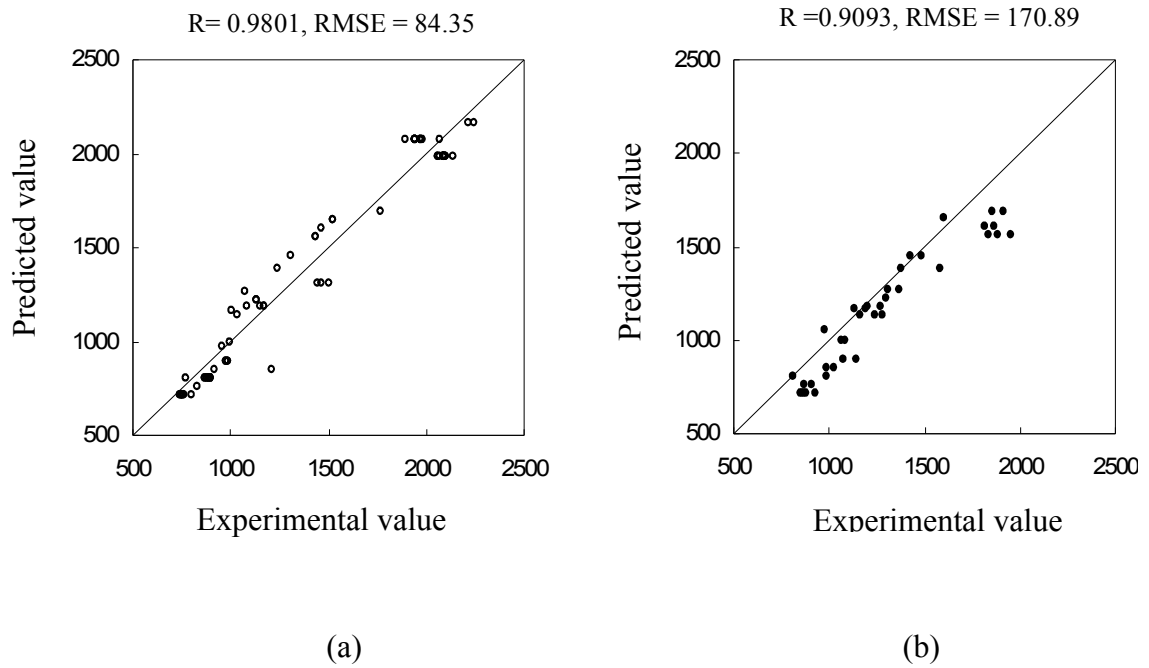 R= 0.9801, RMSE = 84.35
2500
2000
1500
1000
500
500 1000 1500 2000 2500
Predicted value
Experimental value
(a)
R =0.9093, RMSE = 170.89
2500
2000
1500
1000
500
500 1000 1500 2000 2500
Predicted value
Experimental value
(b)